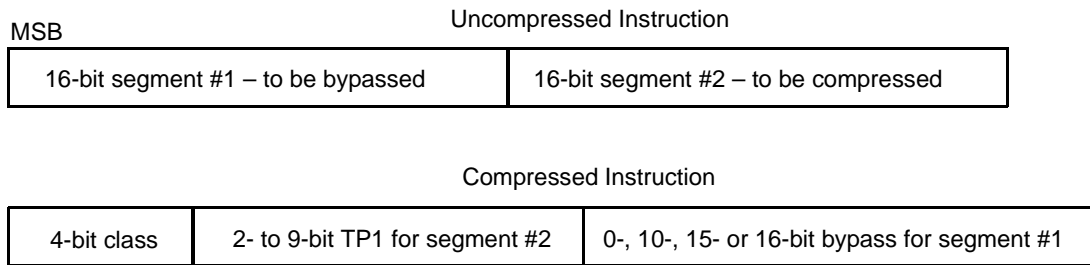 Uncompressed Instruction
MSB
16-bit segment #1 – to be bypassed
16-bit segment #2 – to be compressed
Compressed Instruction
4-bit class
2- to 9-bit TP1 for segment #2
0-, 10-, 15- or 16-bit bypass for segment #1